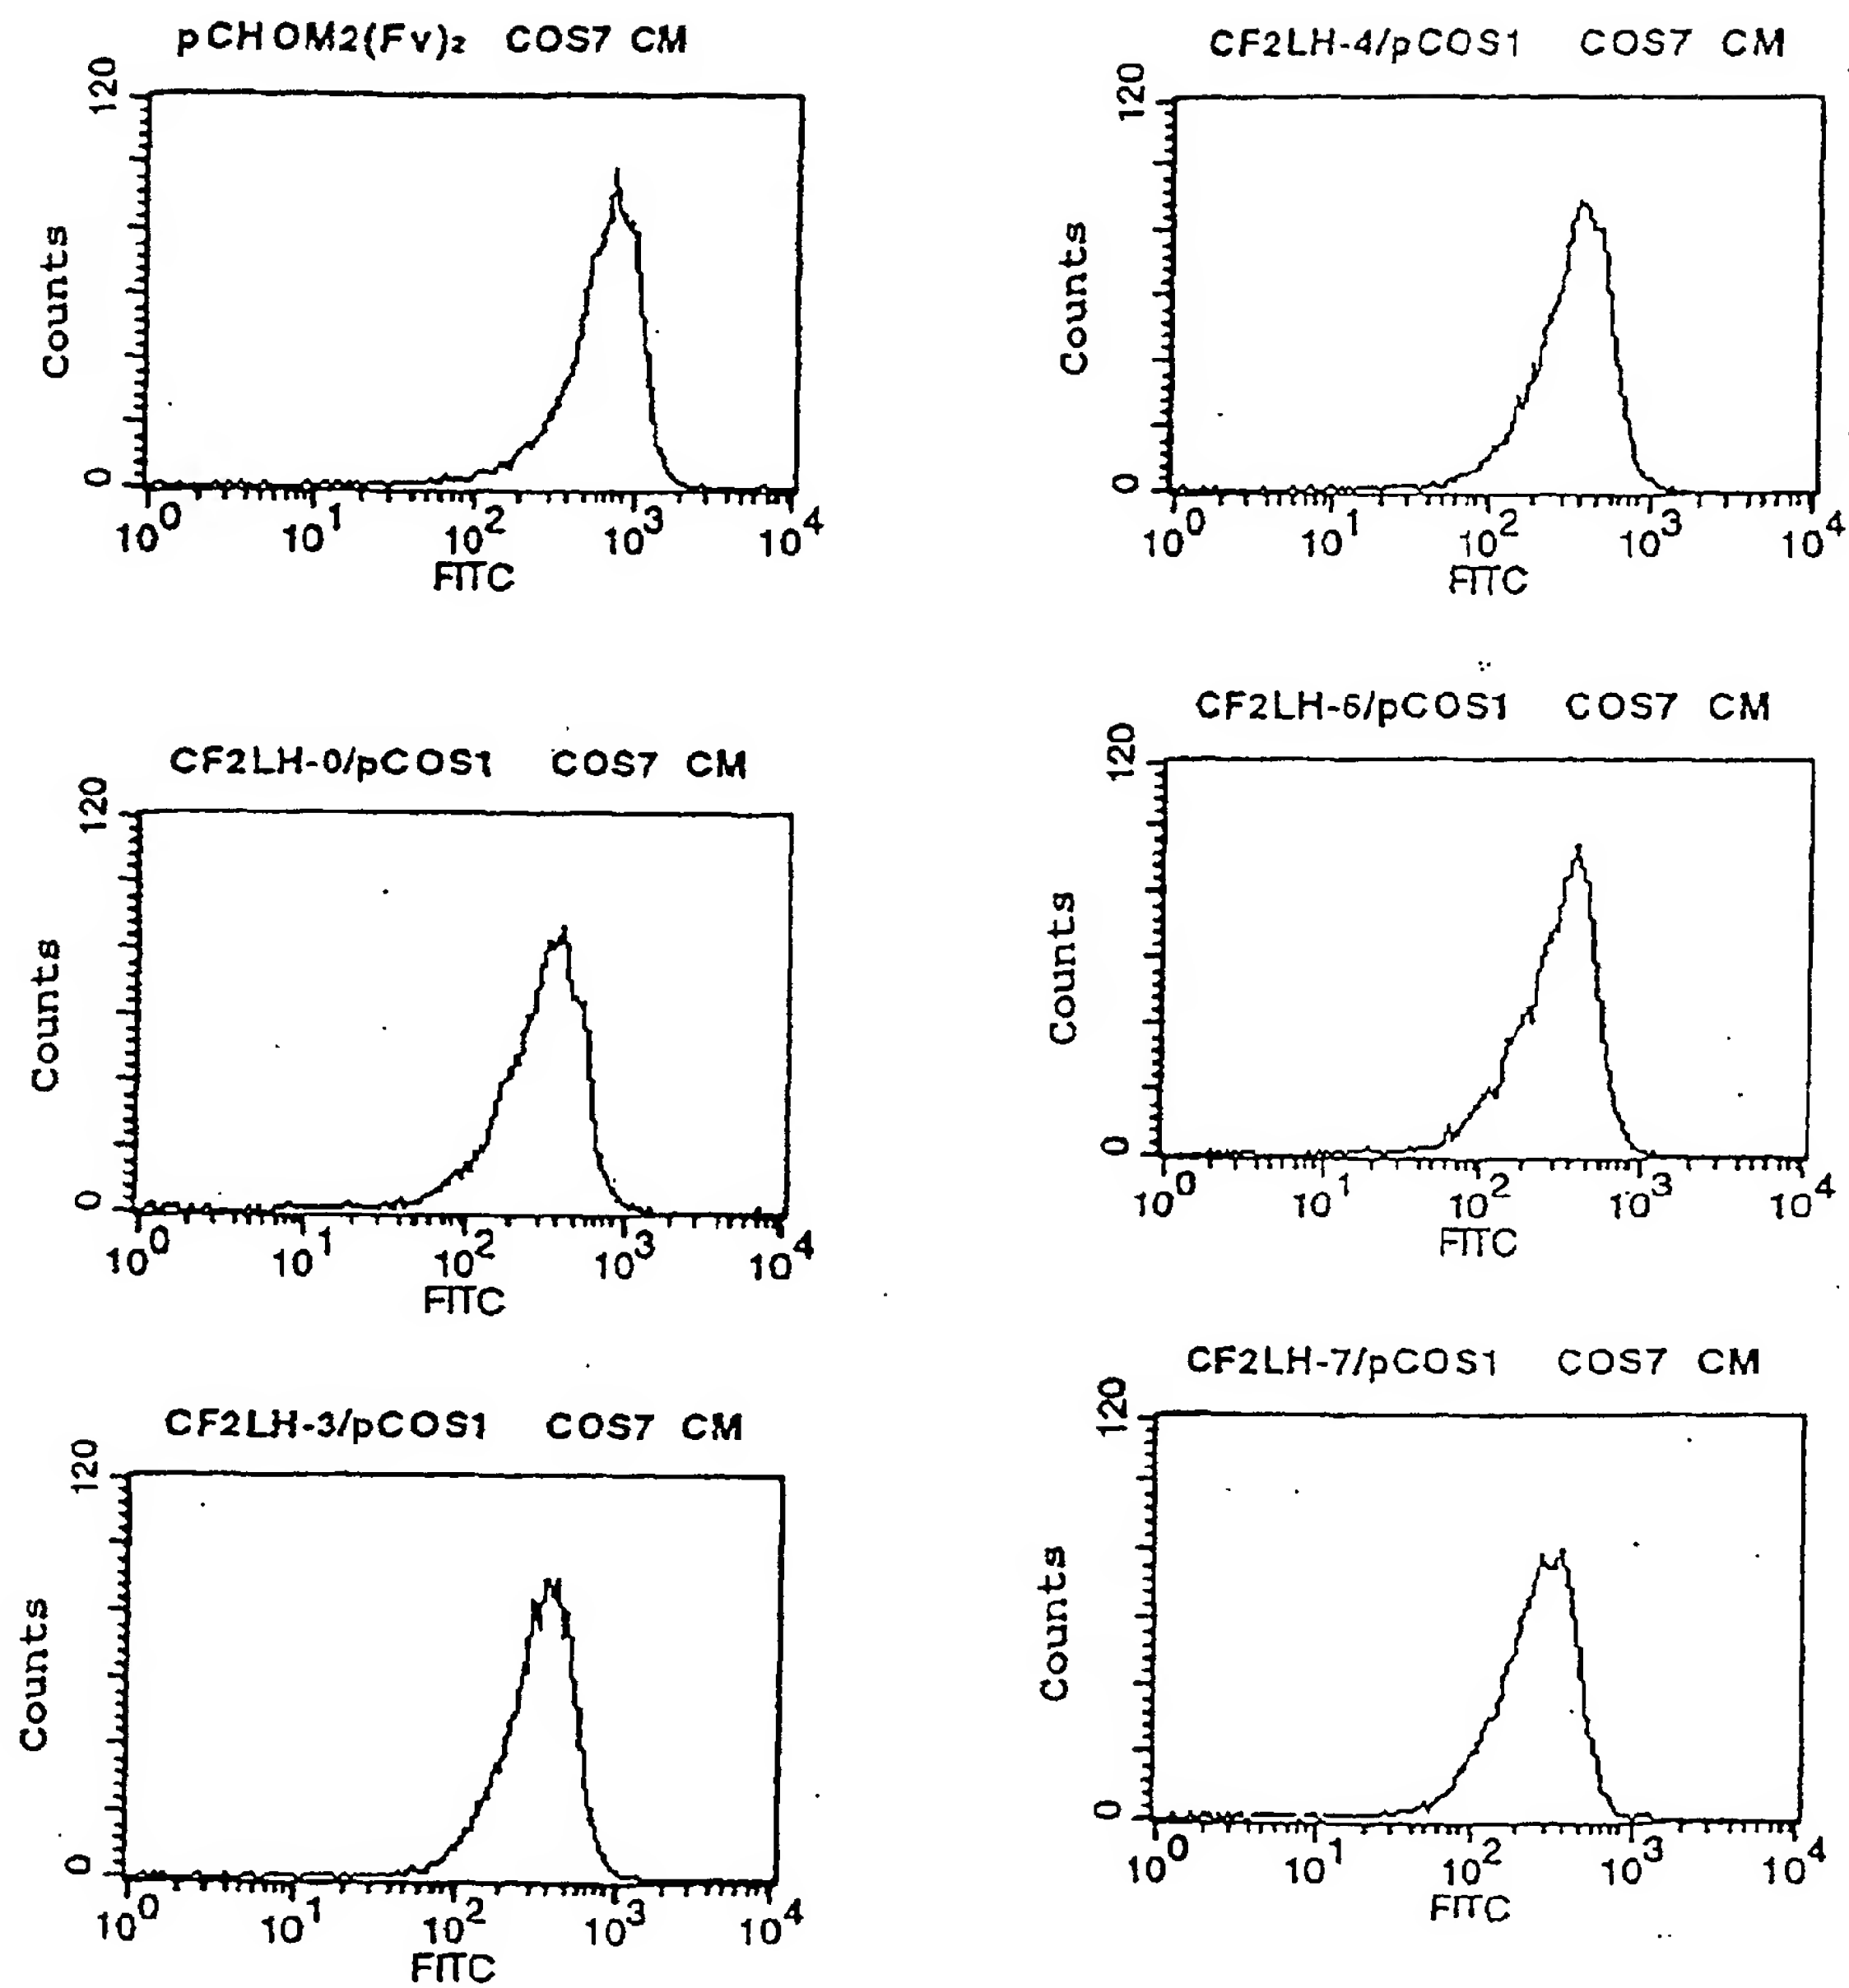 pCHOM2(Fv)₂ COS7 CM
120
Counts
0
10⁰ 10¹ 10² 10³ 10⁴
FITC
CF2LH-0/pCOS1 COS7 CM
120
Counts
0
10⁰ 10¹ 10² 10³ 10⁴
FITC
CF2LH-3/pCOS1 COS7 CM
120
Counts
0
10⁰ 10¹ 10² 10³ 10⁴
FITC
CF2LH-4/pCOS1 COS7 CM
120
Counts
0
10⁰ 10¹ 10² 10³ 10⁴
FITC
COS7 CM
120
Counts
0
10⁰ 10¹ 10² 10³ 10⁴
FITC
CF2LH-7/pCOS1 COS7 CM
120
Counts
0
10⁰ 10¹ 10² 10³ 10⁴
FITC